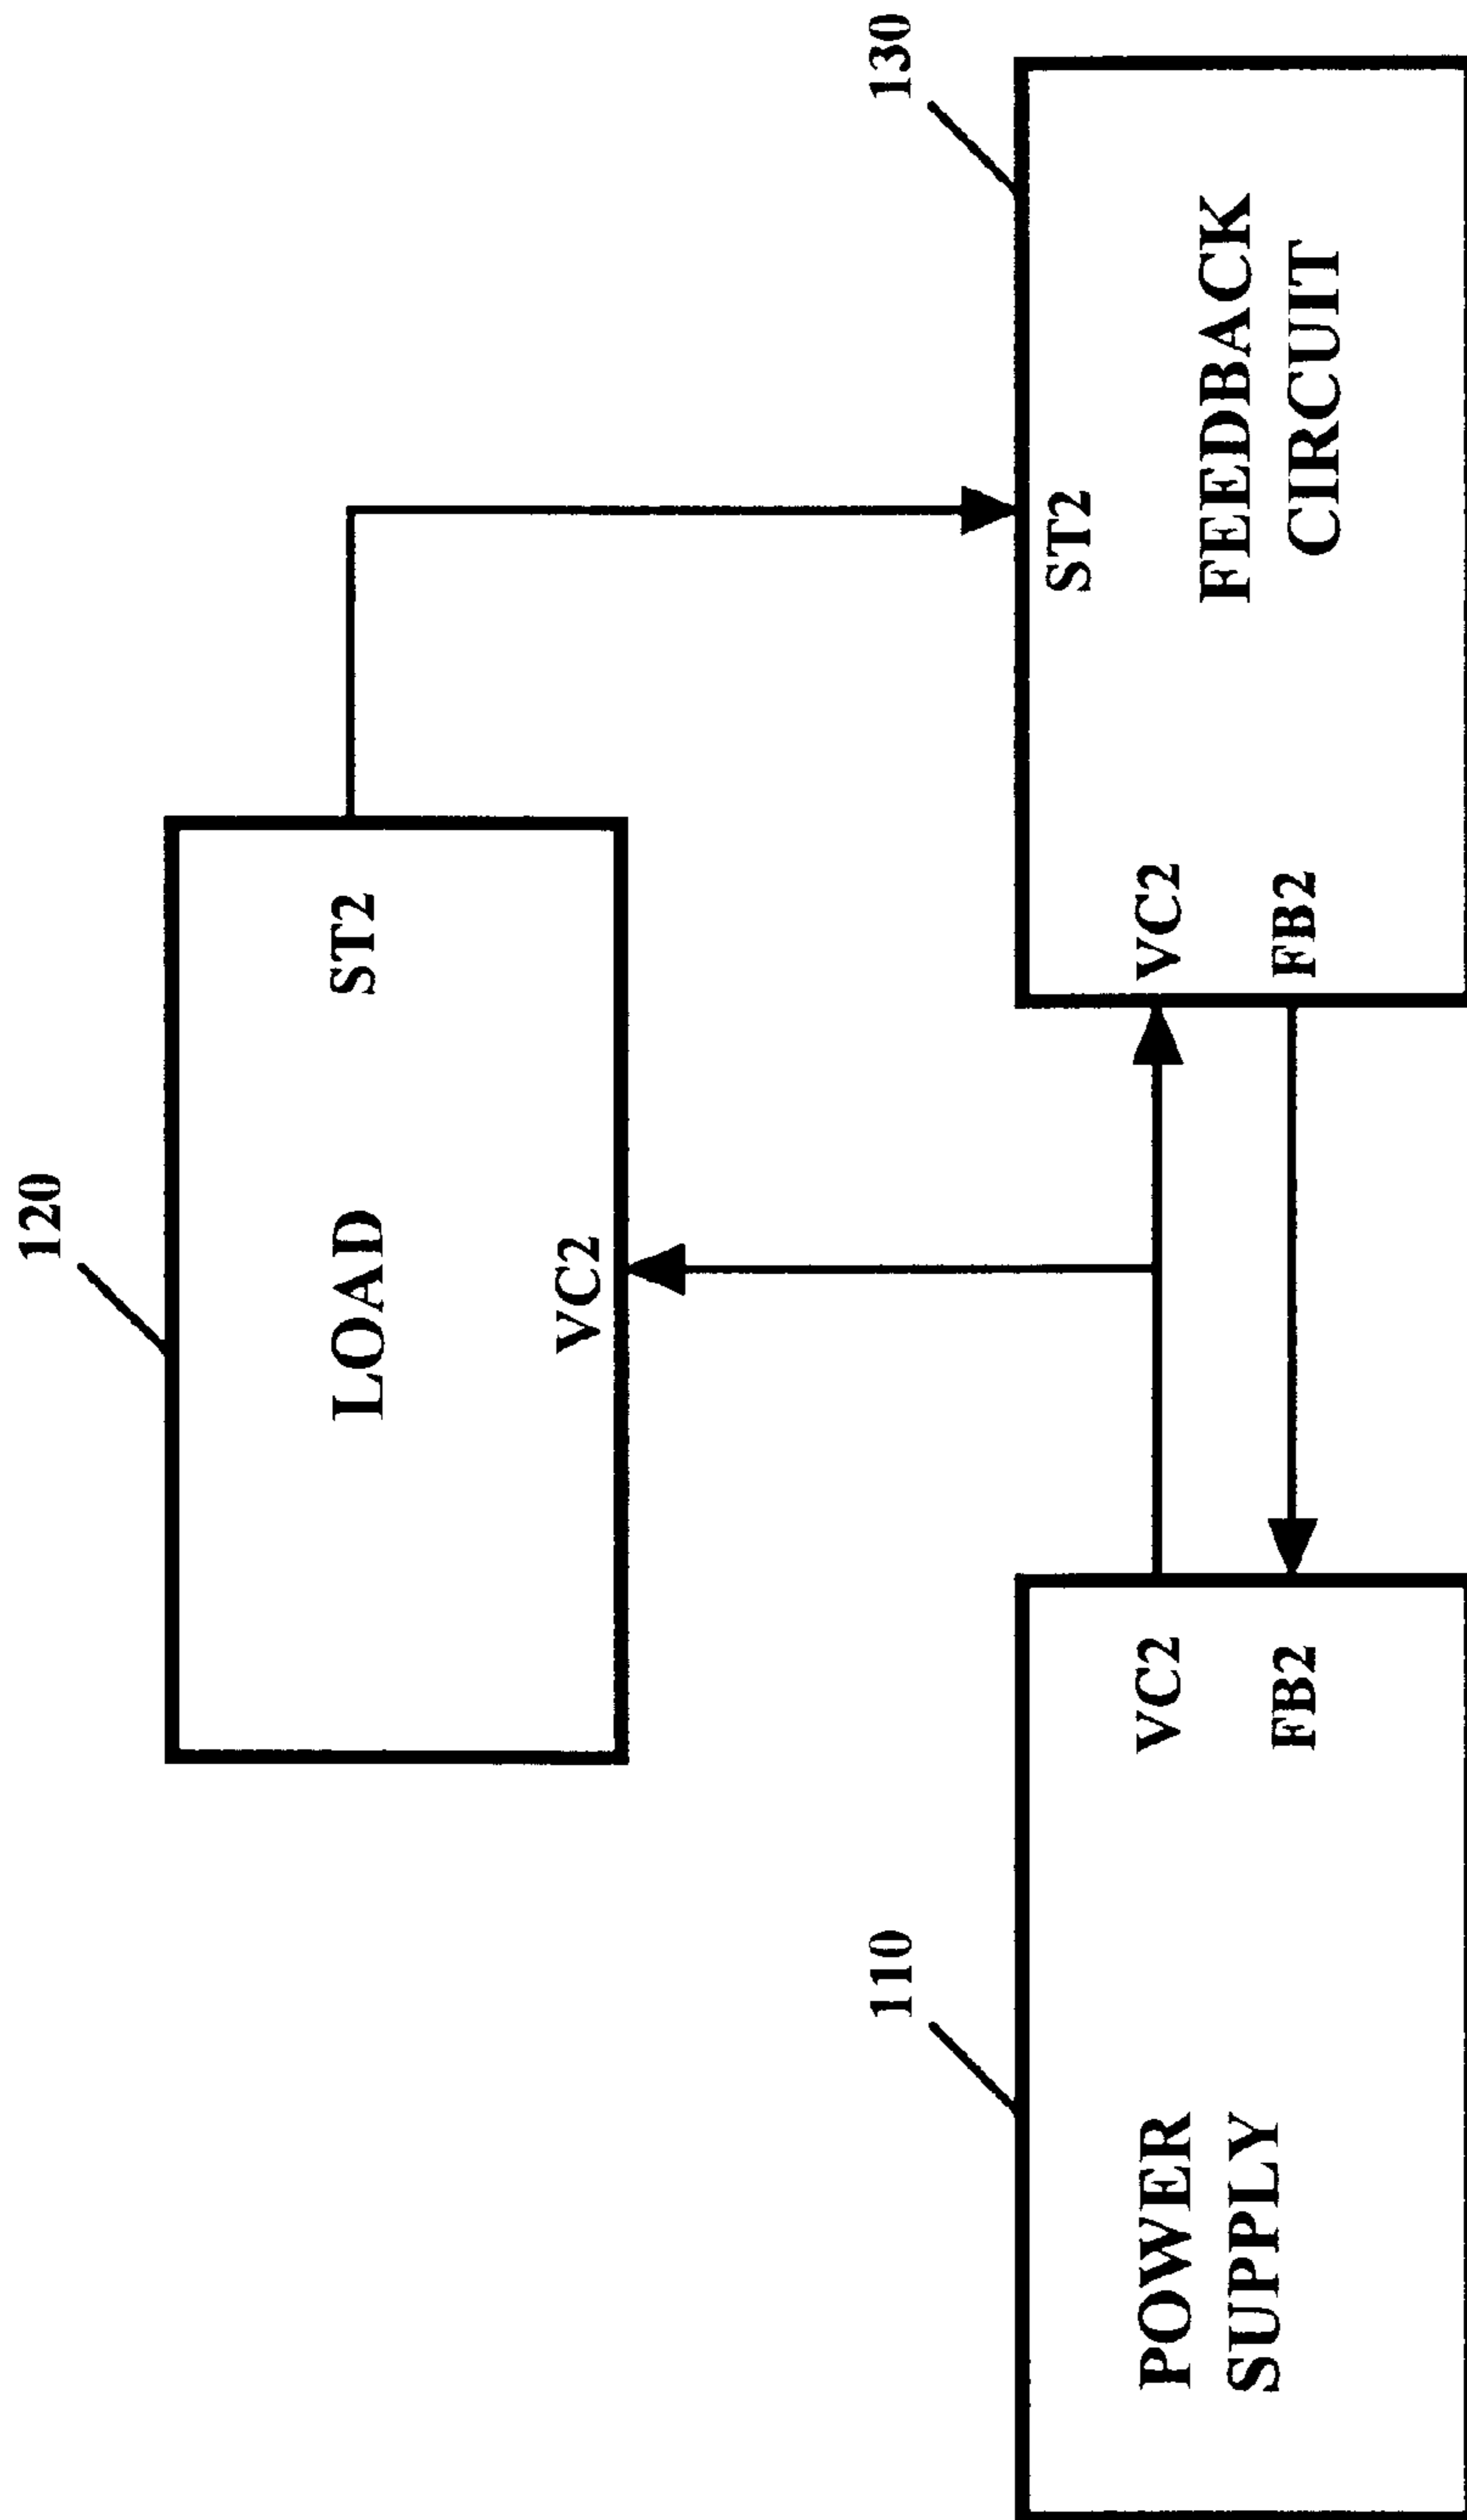 120
LOAD
ST2
VC2
110
130
POWER
SUPPLY
VC2
FB2
ST2
VC2
FB2
FEEDBACK
CIRCUIT